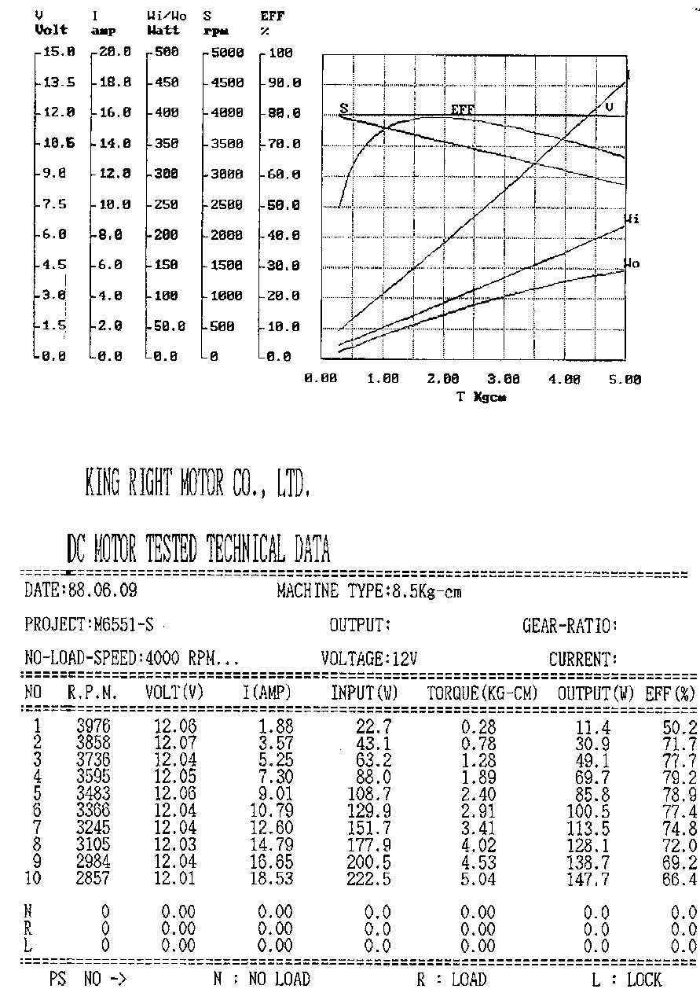 V I Wi/Wo S EFF
Volt amp Watt rpm %
15.0 20.0 500 5000 100
13.5 18.0 450 4500 90.0
12.0 16.0 400 4000 80.0
10.5 14.0 350 3500 70.0
9.0 12.0 300 3000 60.0
7.5 10.0 250 2500 50.0
6.0 8.0 200 2000 40.0
4.5 6.0 150 1500 30.0
3.0 4.0 100 1000 20.0
1.5 2.0 50.0 500 10.0
0.0 0.0 0.0 0 0.0
I
S EFF V
Wi
Wo
0.00 1.00 2.00 3.00 4.00 5.00
T Kgcm
KING RIGHT MOTOR CO., LTD.
DC MOTOR TESTED TECHNICAL DATA
DATE:88.06.09 MACHINE TYPE:8.5Kg-cm
PROJECT:M6551-S OUTPUT: GEAR-RATIO:
NO-LOAD-SPEED:4000 RPM... VOLTAGE:12V CURRENT:
NO R.P.M. VOLT(V) I(AMP) INPUT(W) TORQUE(KG-CM) OUTPUT(W) EFF(%)
1 3976 12.06 1.88 22.7 0.28 11.4 50.2
2 3858 12.07 3.57 43.1 0.78 30.9 71.7
3 3736 12.04 5.25 63.2 1.28 49.1 77.7
4 3595 12.05 7.30 88.0 1.89 69.7 79.2
5 3483 12.06 9.01 108.7 2.40 85.8 78.9
6 3366 12.04 10.79 129.9 2.91 100.5 77.4
7 3245 12.04 12.60 151.7 3.41 113.5 74.8
8 3105 12.03 14.79 177.9 4.02 128.1 72.0
9 2984 12.04 16.65 200.5 4.53 138.7 69.2
10 2857 12.01 18.53 222.5 5.04 147.7 66.4
N 0 0.00 0.00 0.0 0.00 0.0 0.0
R 0 0.00 0.00 0.0 0.00 0.0 0.0
L 0 0.00 0.00 0.0 0.00 0.0 0.0
PS NO -> N : NO LOAD R : LOAD L : LOCK